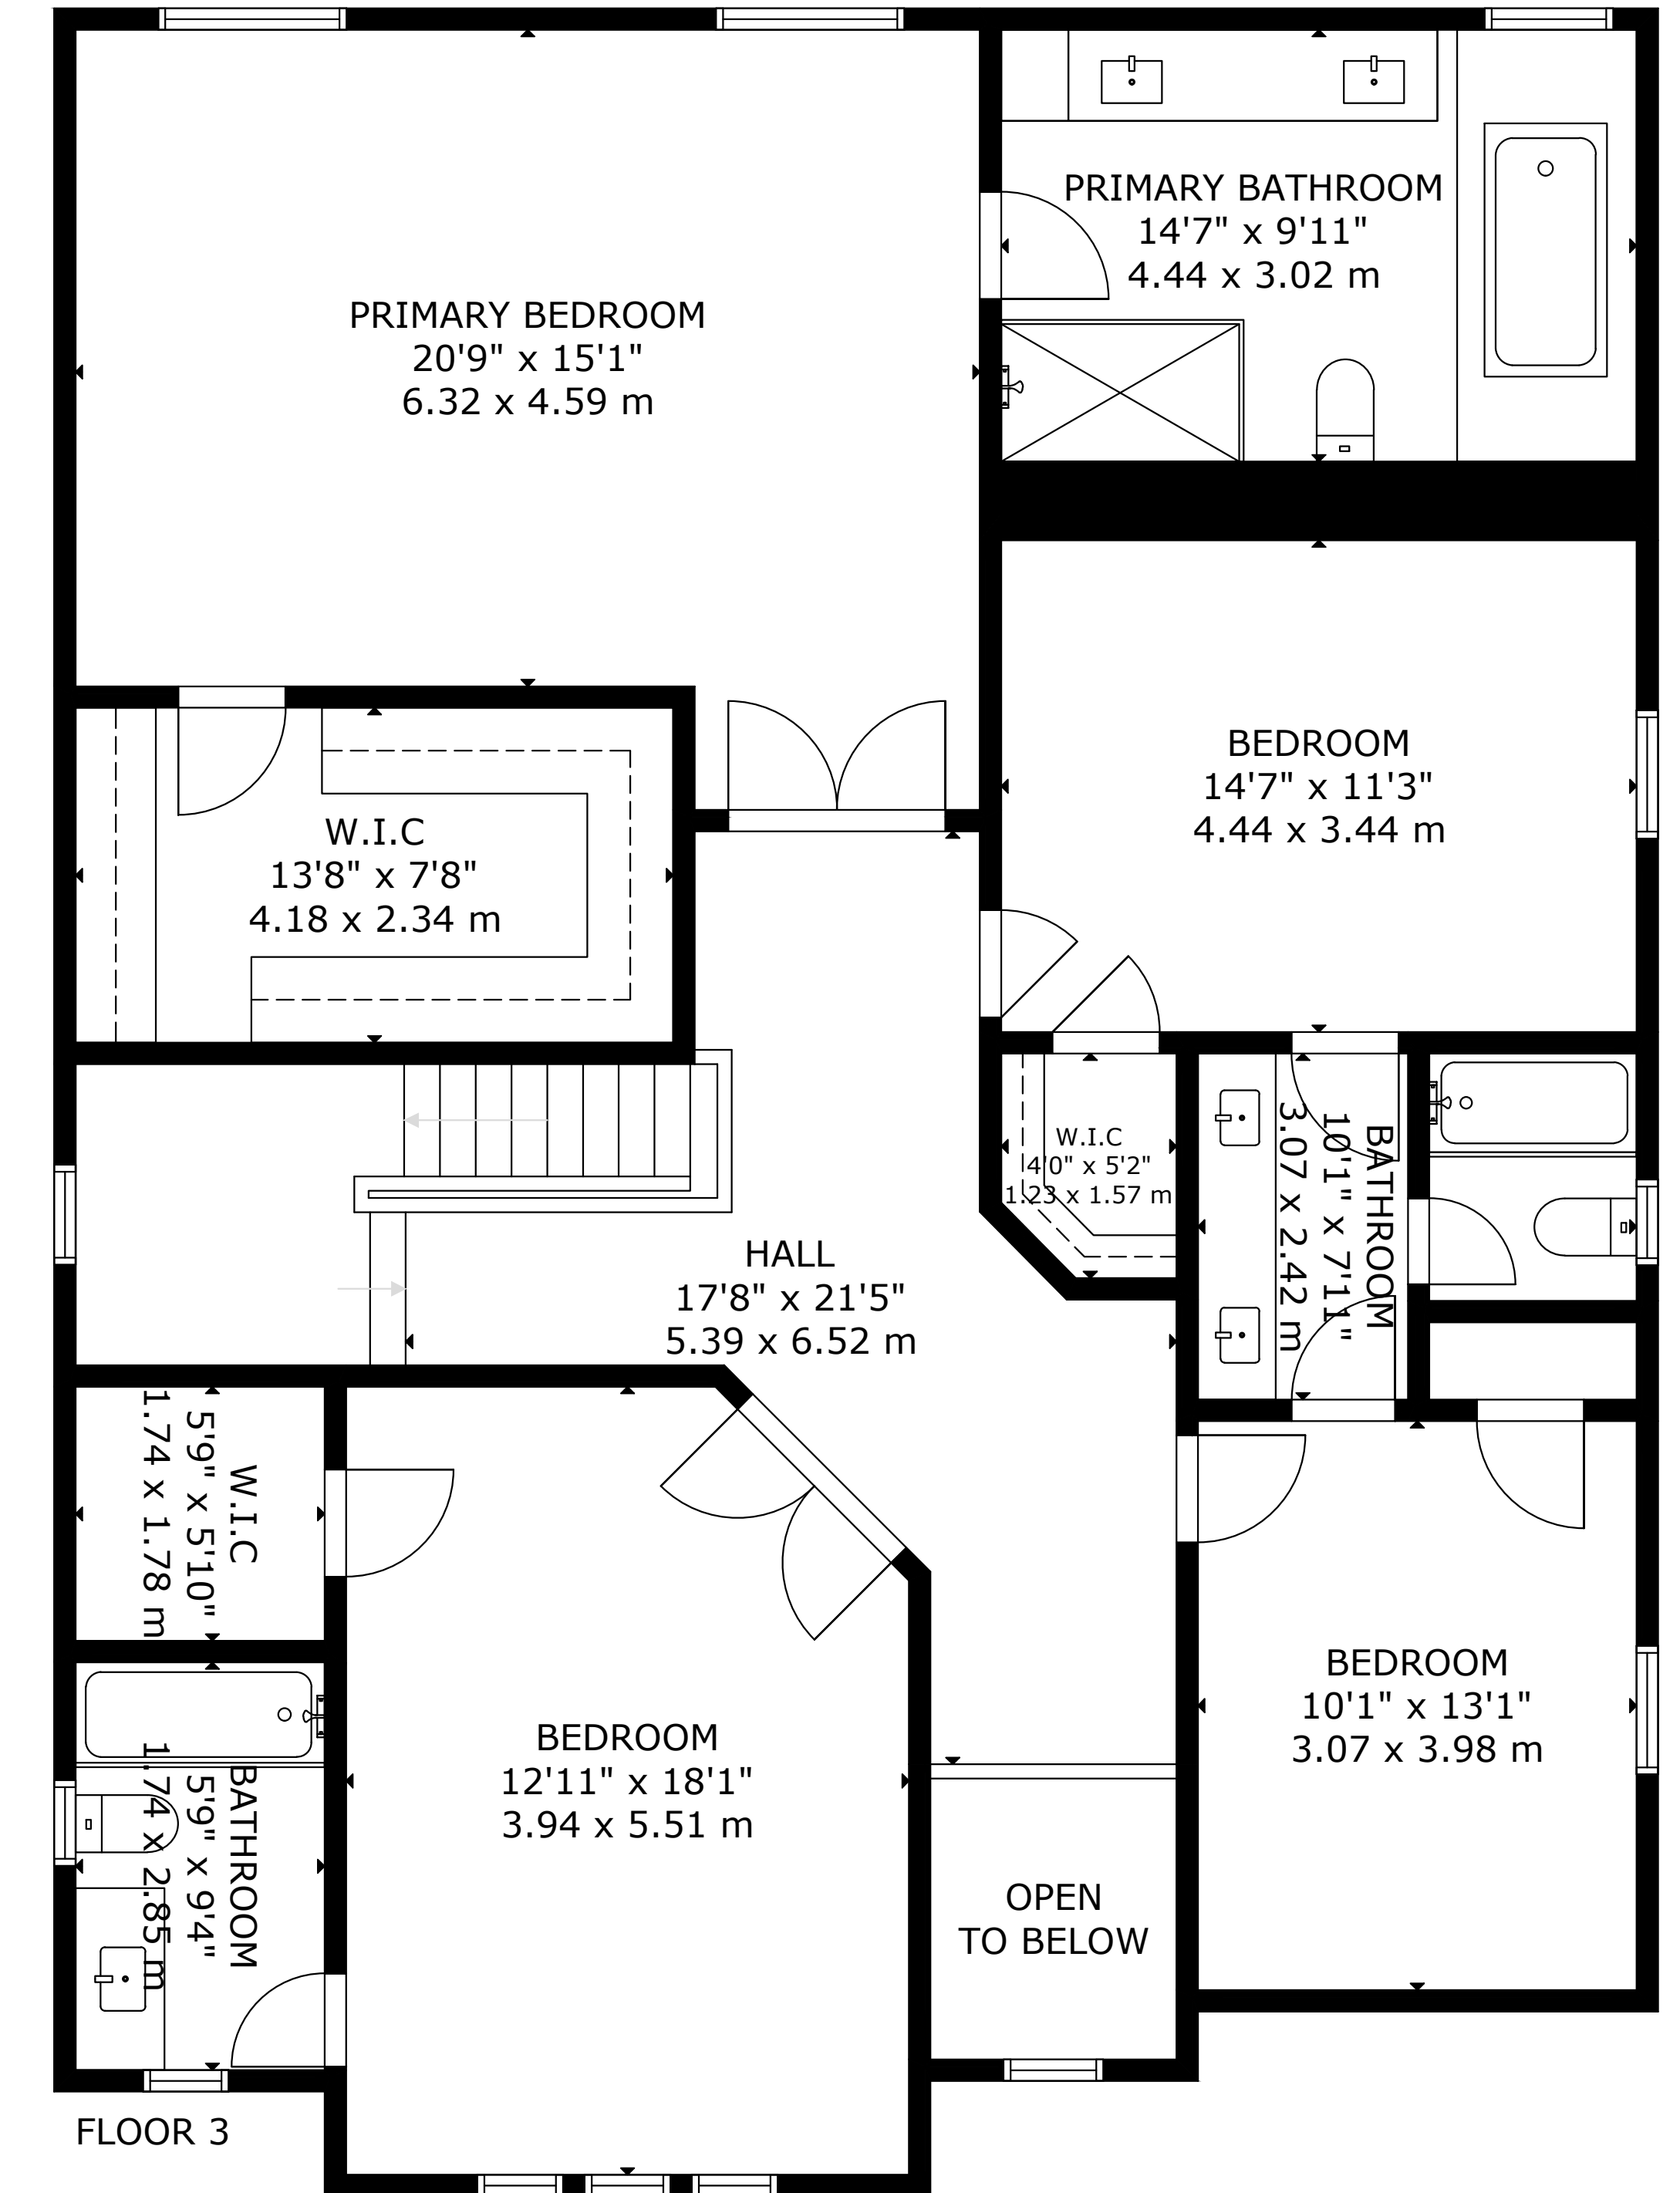 PRIMARY BEDROOM
20'9" x 15'1"
6.32 x 4.59 m
PRIMARY BATHROOM
14'7" x 9'11"
4.44 x 3.02 m
BEDROOM
14'7" x 11'3"
4.44 x 3.44 m
W.I.C
13'8" x 7'8"
4.18 x 2.34 m
W.I.C
4'0" x 5'2"
1.23 x 1.57 m
BATHROOM
10'1" x 7'11"
3.07 x 2.42 m
HALL
17'8" x 21'5"
5.39 x 6.52 m
W.I.C
5'9" x 5'10"
1.74 x 1.78 m
BEDROOM
12'11" x 18'1"
3.94 x 5.51 m
BEDROOM
10'1" x 13'1"
3.07 x 3.98 m
BATHROOM
5'9" x 9'4"
1.74 x 2.85 m
OPEN
TO BELOW
FLOOR 3